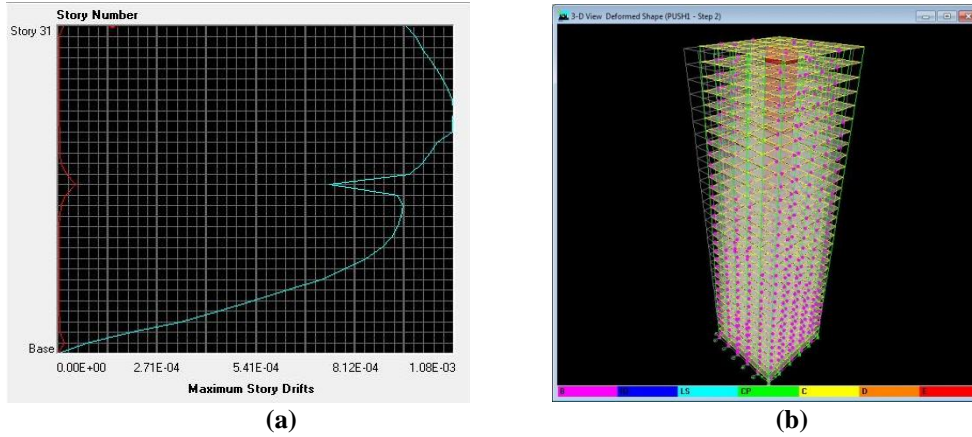 Story Number
Story 31
Base
0.00E+00 2.71E-04 5.41E-04 8.12E-04 1.08E-03
Maximum Story Drifts
(a)
3-D View Deformed Shape (PUSH1 - Step 2)
B LS CP C D E
(b)